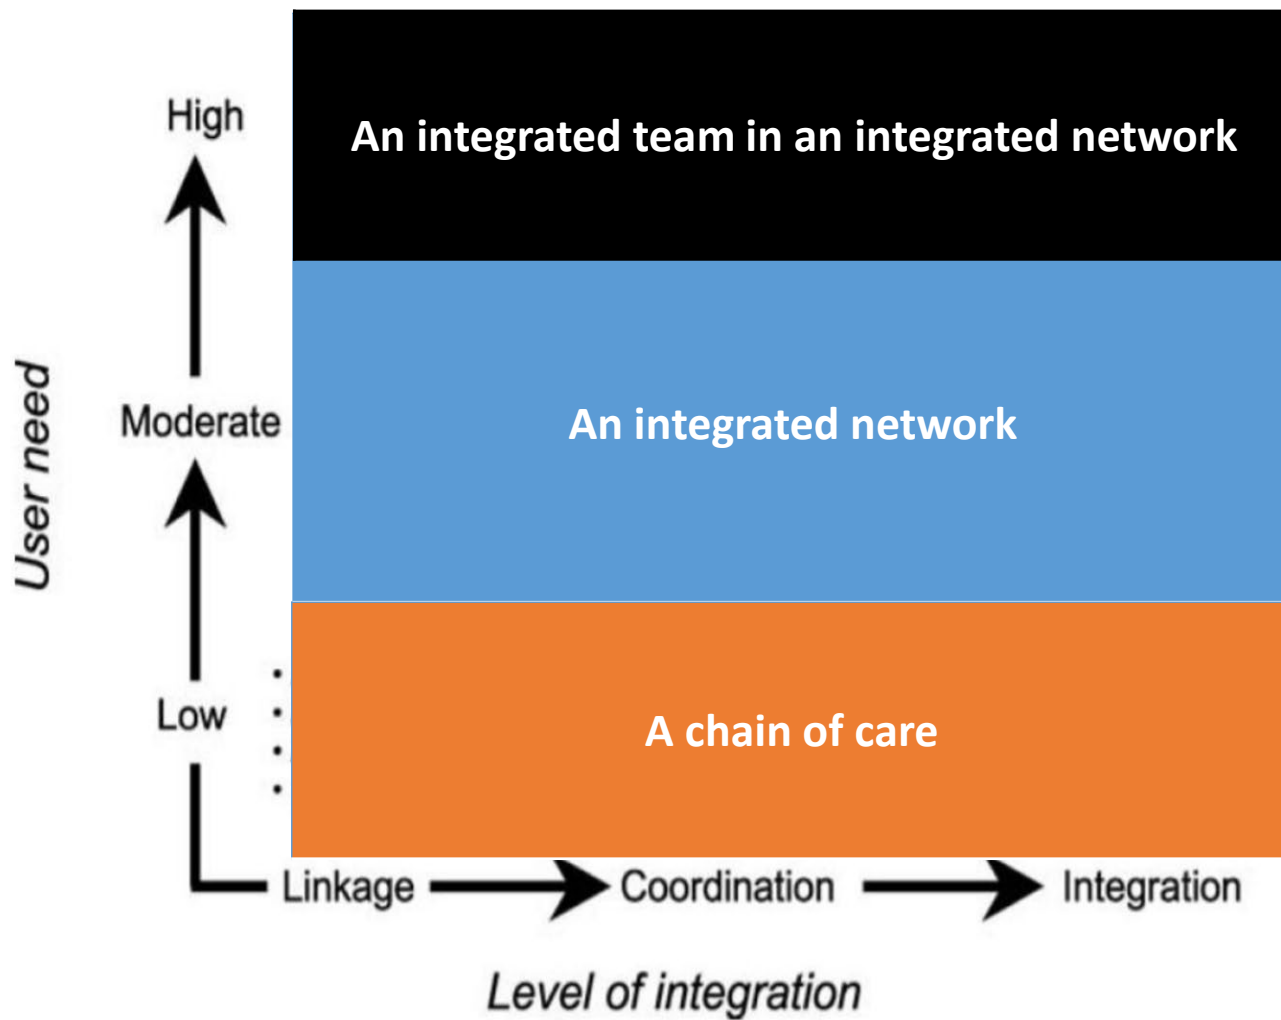 High
An integrated team in an integrated network
User need
Moderate
An integrated network
Low
A chain of care
Linkage
Coordination
Integration
Level of integration